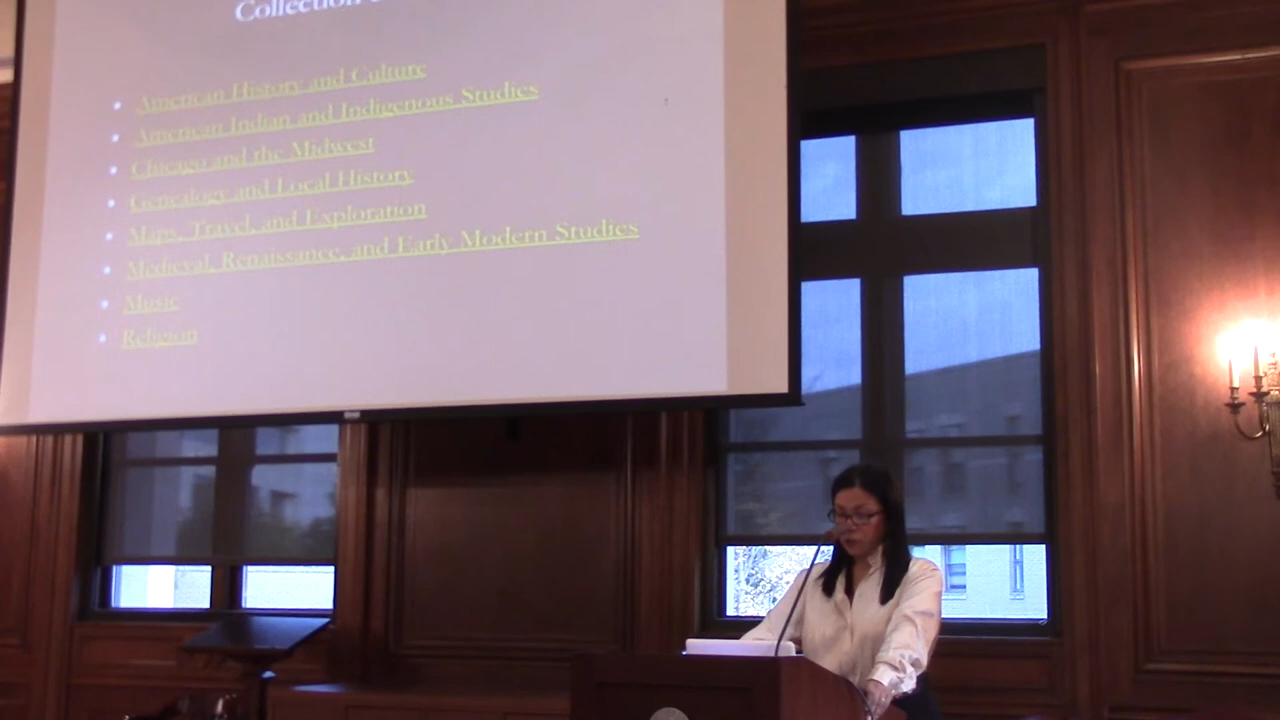 Collection
American History and Culture
American Indian and Indigenous Studies
Chicago and the Midwest
Genealogy and Local History
Maps, Travel, and Exploration
Medieval, Renaissance, and Early Modern Studies
Music
Religion